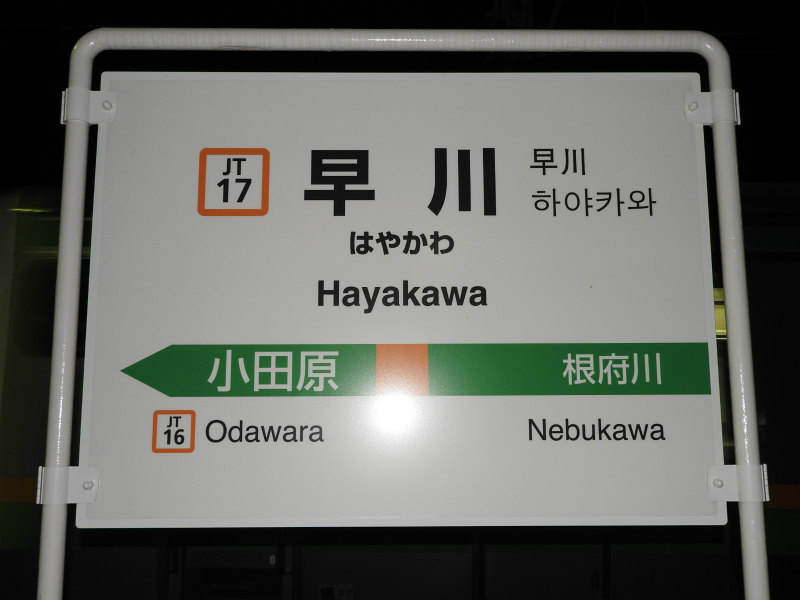 JT
17
早川
早川
하야카와
はやかわ
Hayakawa
小田原
根府川
JT
16
Odawara
Nebukawa